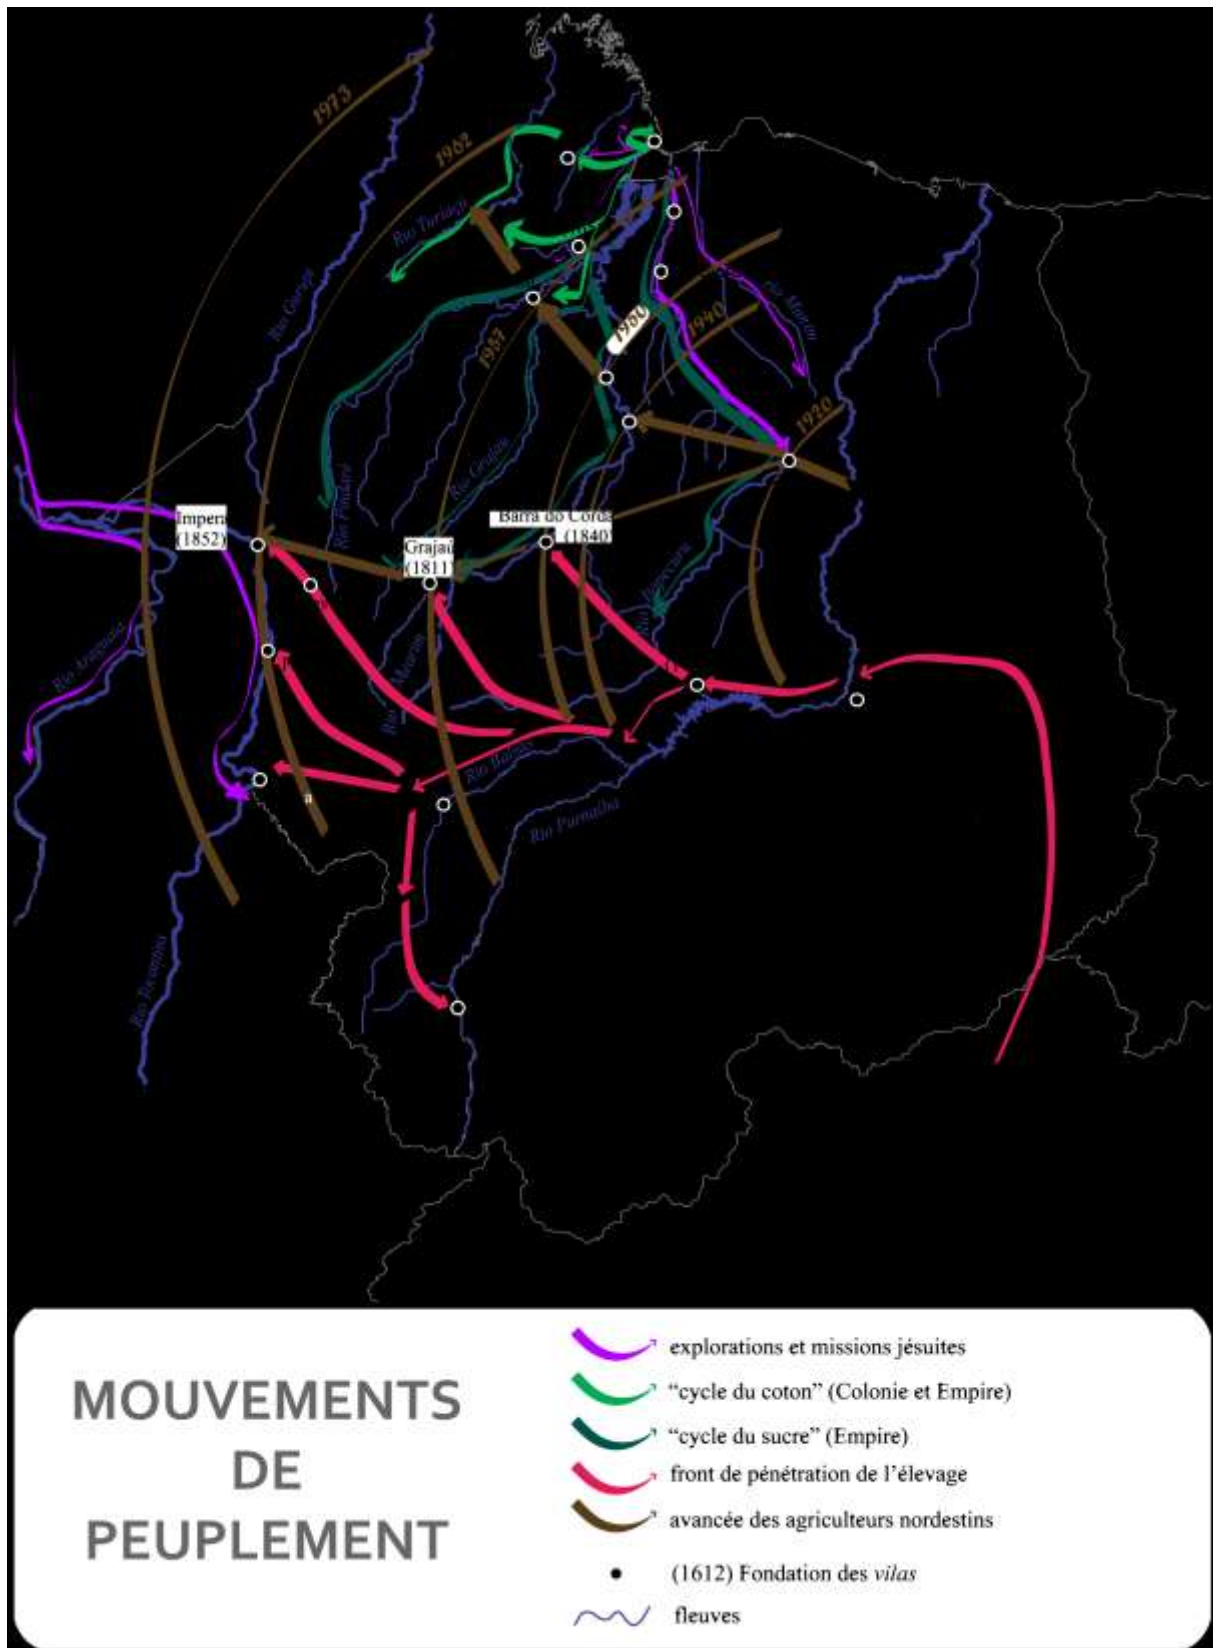 1973
1962
Rio Turiaçu
Rio Gurupi
rio Munim
1957
1950
1940
1920
Rio Grajau
Rio Pindaré
Impera
(1852)
Barra do Corda
(1840)
Grajaú
(1811)
Rio Itapecuru
Rio Araguaia
Rio Mearim
Rio Balsas
Rio Parnaíba
Rio Tocantins
MOUVEMENTS
DE
PEUPLEMENT
explorations et missions jésuites
“cycle du coton” (Colonie et Empire)
“cycle du sucre” (Empire)
front de pénétration de l’élevage
avancée des agriculteurs nordestins
(1612) Fondation des vilas
fleuves